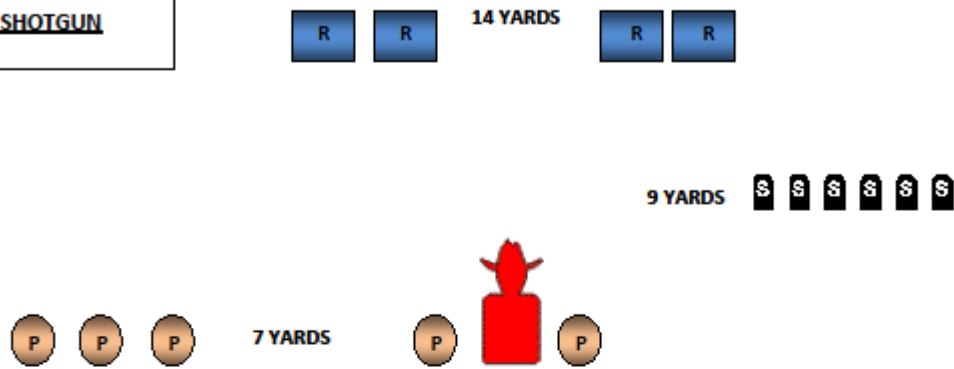 SHOTGUN
R R 14 YARDS R R
9 YARDS S S S S S S
P P P 7 YARDS P P